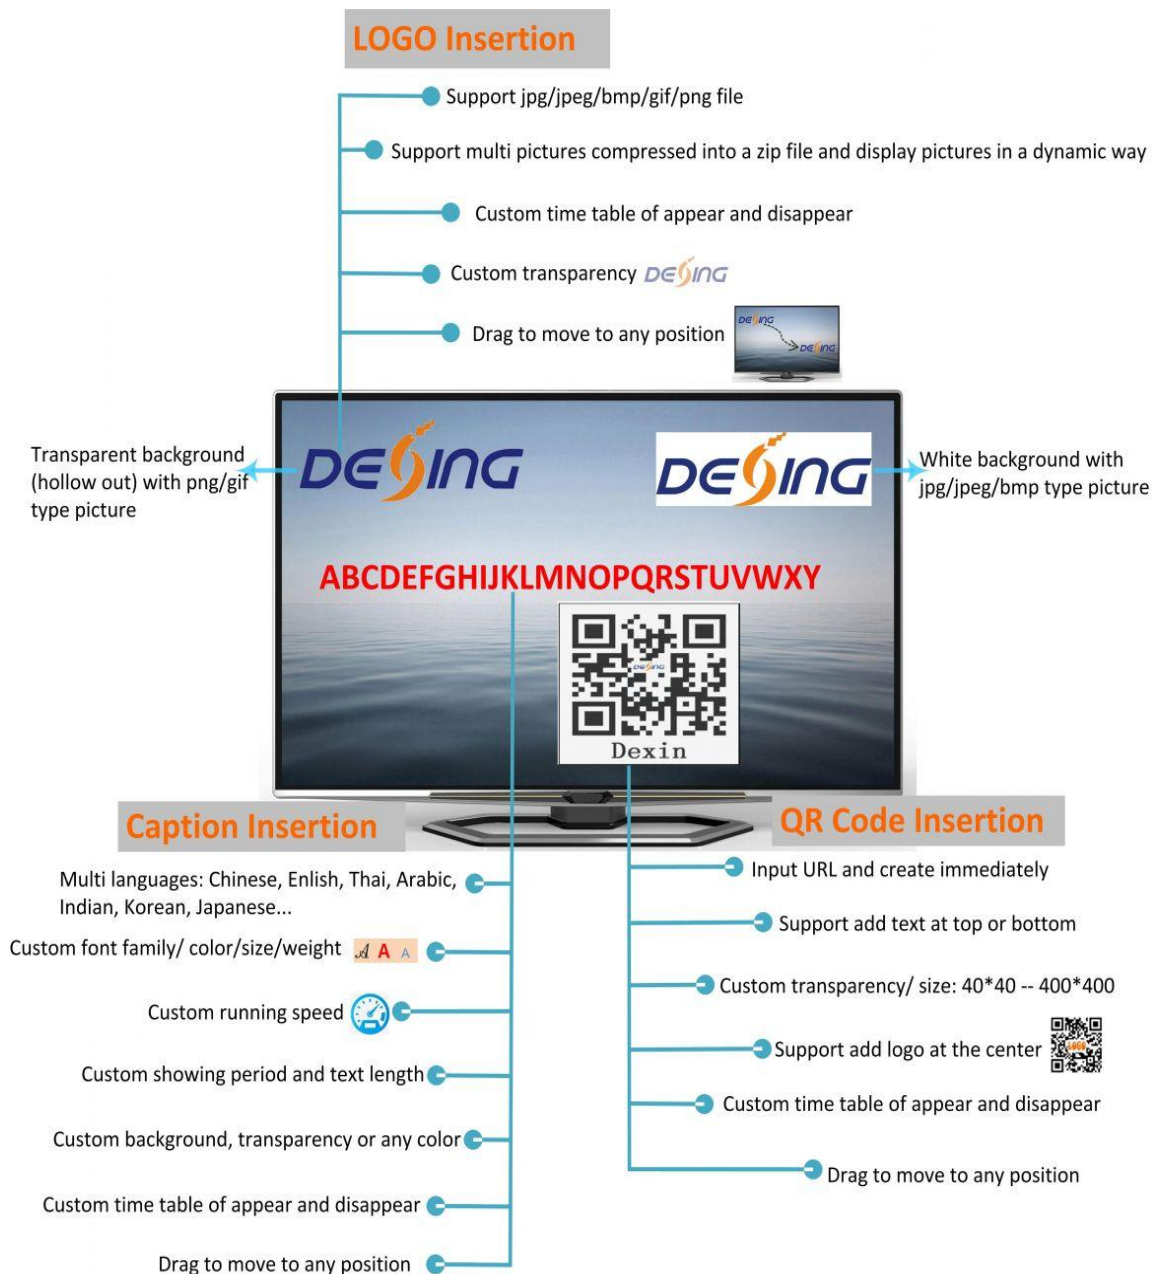 LOGO Insertion
Support jpg/jpeg/bmp/gif/png file
Support multi pictures compressed into a zip file and display pictures in a dynamic way
Custom time table of appear and disappear
Custom transparency DESING
Drag to move to any position
DESING
DESING
Transparent background
(hollow out) with png/gif
type picture
DESING
DESING
White background with
jpg/jpeg/bmp type picture
ABCDEFGHIJKLMNOPQRSTUVWXY
DESING
Dexin
Caption Insertion
Multi languages: Chinese, Enlish, Thai, Arabic,
Indian, Korean, Japanese...
Custom font family/ color/size/weight A A A
Custom running speed
Custom showing period and text length
Custom background, transparency or any color
Custom time table of appear and disappear
Drag to move to any position
QR Code Insertion
Input URL and create immediately
Support add text at top or bottom
Custom transparency/ size: 40*40 -- 400*400
Support add logo at the center LOGO
Custom time table of appear and disappear
Drag to move to any position